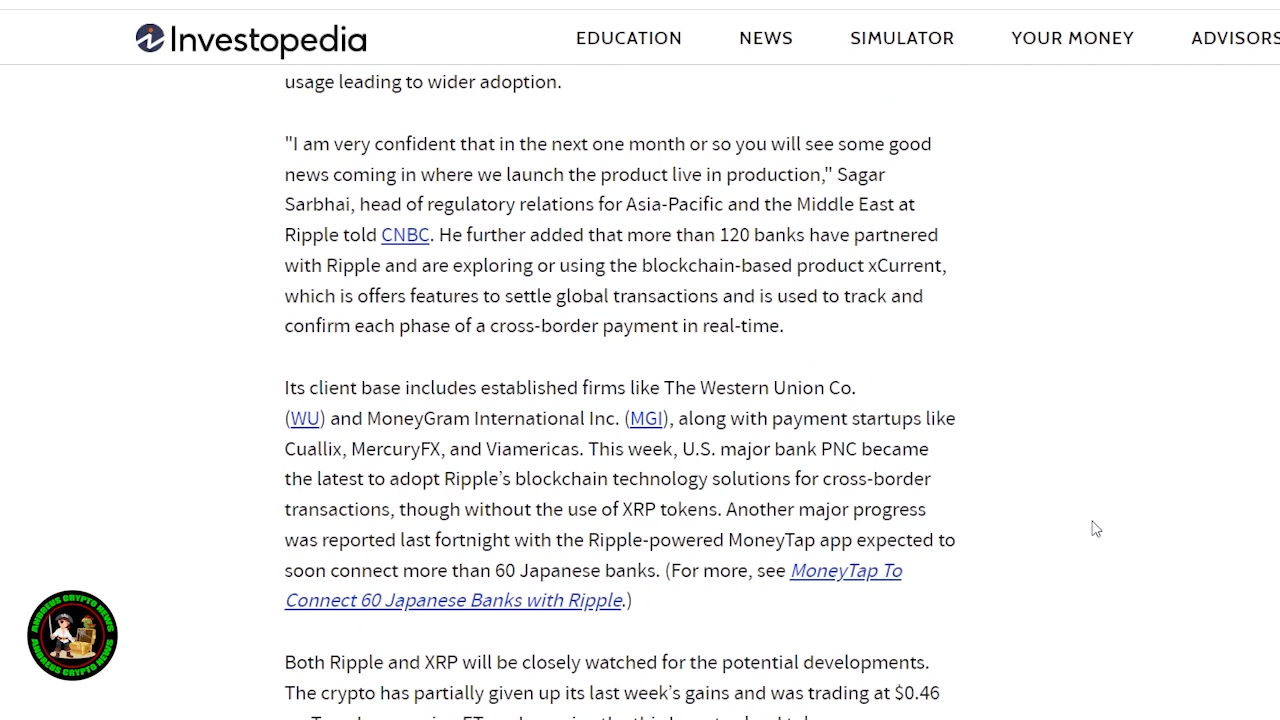 Investopedia
EDUCATION NEWS SIMULATOR YOUR MONEY ADVISORS
usage leading to wider adoption.
"I am very confident that in the next one month or so you will see some good
news coming in where we launch the product live in production," Sagar
Sarbhai, head of regulatory relations for Asia-Pacific and the Middle East at
Ripple told CNBC. He further added that more than 120 banks have partnered
with Ripple and are exploring or using the blockchain-based product xCurrent,
which is offers features to settle global transactions and is used to track and
confirm each phase of a cross-border payment in real-time.
Its client base includes established firms like The Western Union Co.
(WU) and MoneyGram International Inc. (MGI), along with payment startups like
Cuallix, MercuryFX, and Viamericas. This week, U.S. major bank PNC became
the latest to adopt Ripple’s blockchain technology solutions for cross-border
transactions, though without the use of XRP tokens. Another major progress
was reported last fortnight with the Ripple-powered MoneyTap app expected to
soon connect more than 60 Japanese banks. (For more, see MoneyTap To
Connect 60 Japanese Banks with Ripple.)
ANDREUS CRYPTO NEWS
ANDREUS CRYPTO NEWS
Both Ripple and XRP will be closely watched for the potential developments.
The crypto has partially given up its last week’s gains and was trading at $0.46